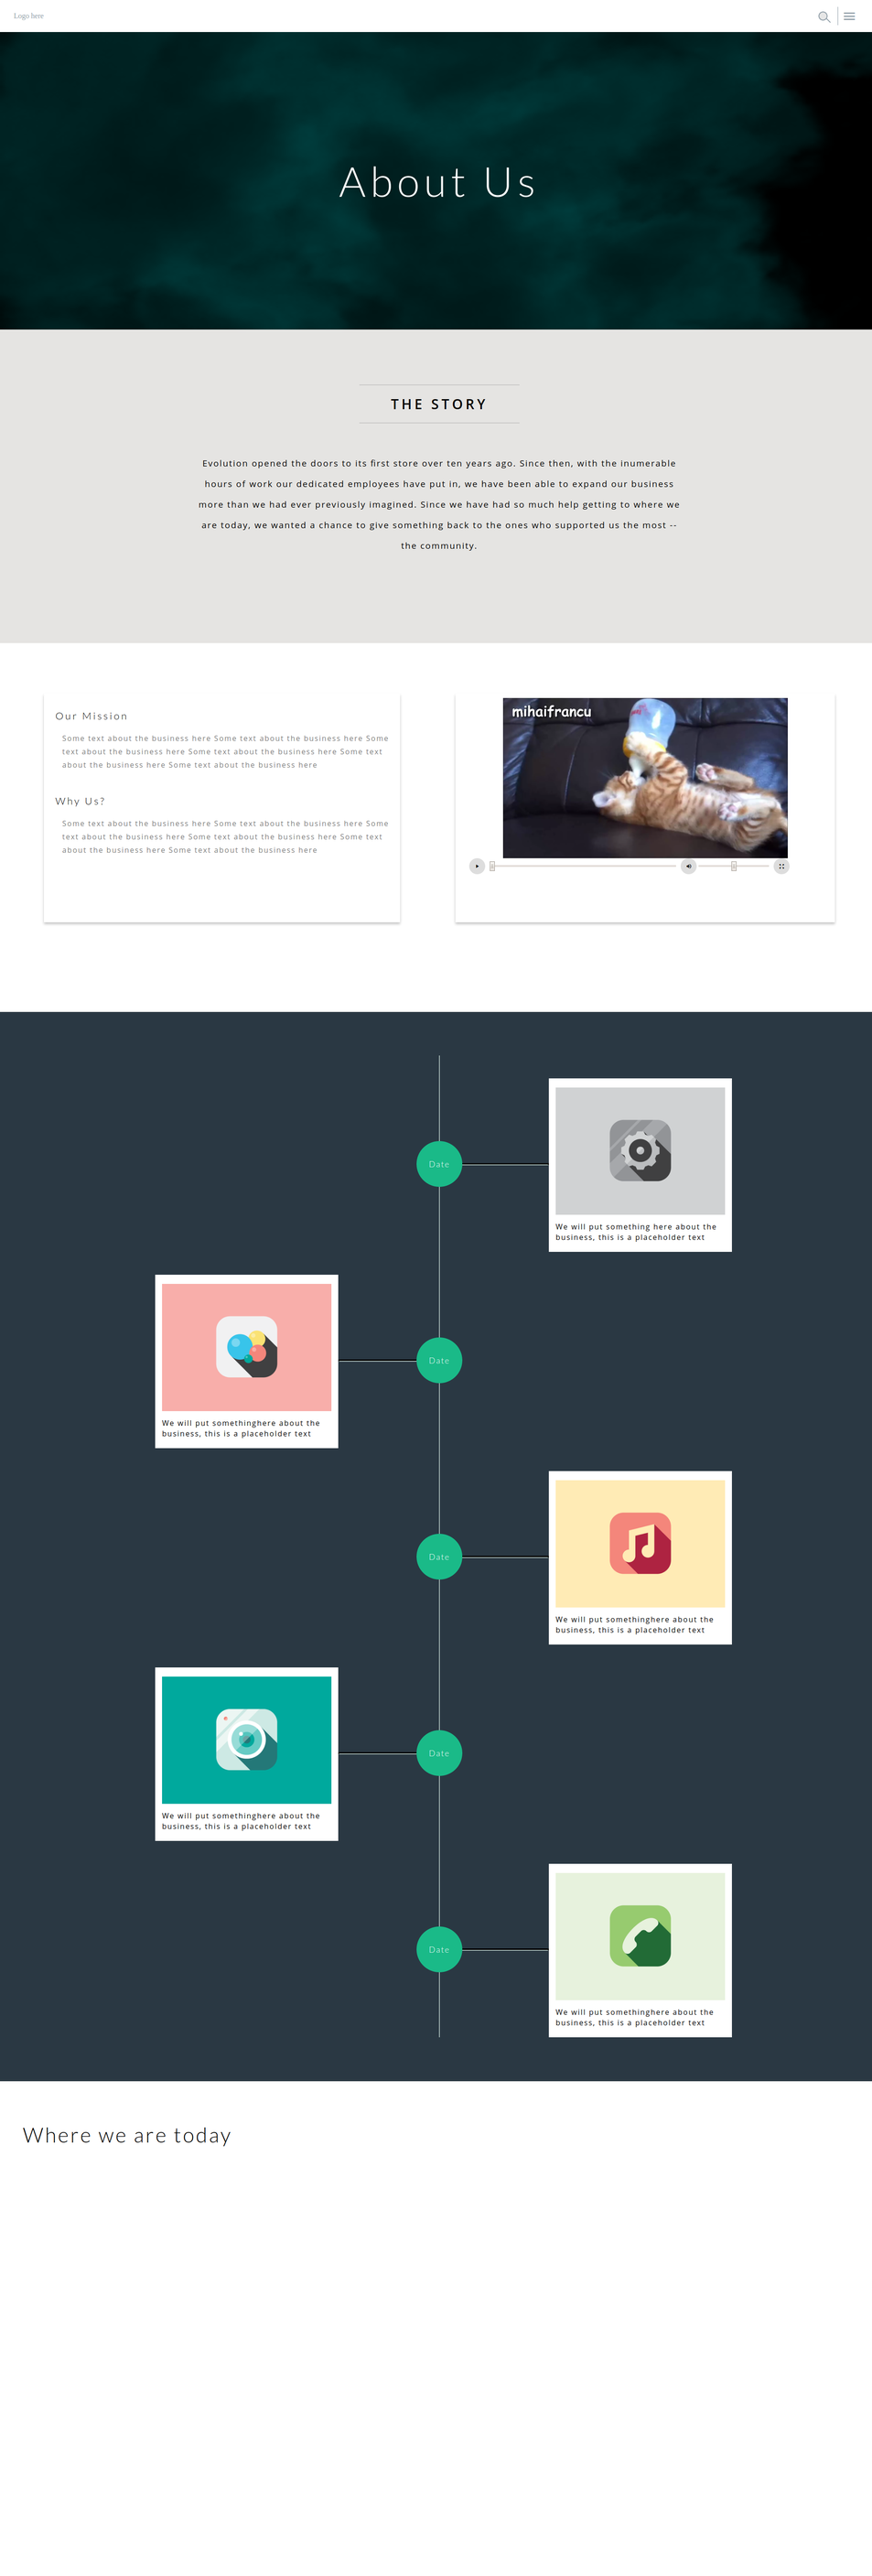 Logo here
About Us
THE STORY
Evolution opened the doors to its first store over ten years ago. Since then, with the inumerable
hours of work our dedicated employees have put in, we have been able to expand our business
more than we had ever previously imagined. Since we have had so much help getting to where we
are today, we wanted a chance to give something back to the ones who supported us the most --
the community.
Our Mission
Some text about the business here Some text about the business here Some
text about the business here Some text about the business here Some text
about the business here Some text about the business here
Why Us?
Some text about the business here Some text about the business here Some
text about the business here Some text about the business here Some text
about the business here Some text about the business here
mihaifrancu
Date
We will put something here about the
business, this is a placeholder text
Date
We will put somethinghere about the
business, this is a placeholder text
Date
We will put somethinghere about the
business, this is a placeholder text
Date
We will put somethinghere about the
business, this is a placeholder text
Date
We will put somethinghere about the
business, this is a placeholder text
Where we are today